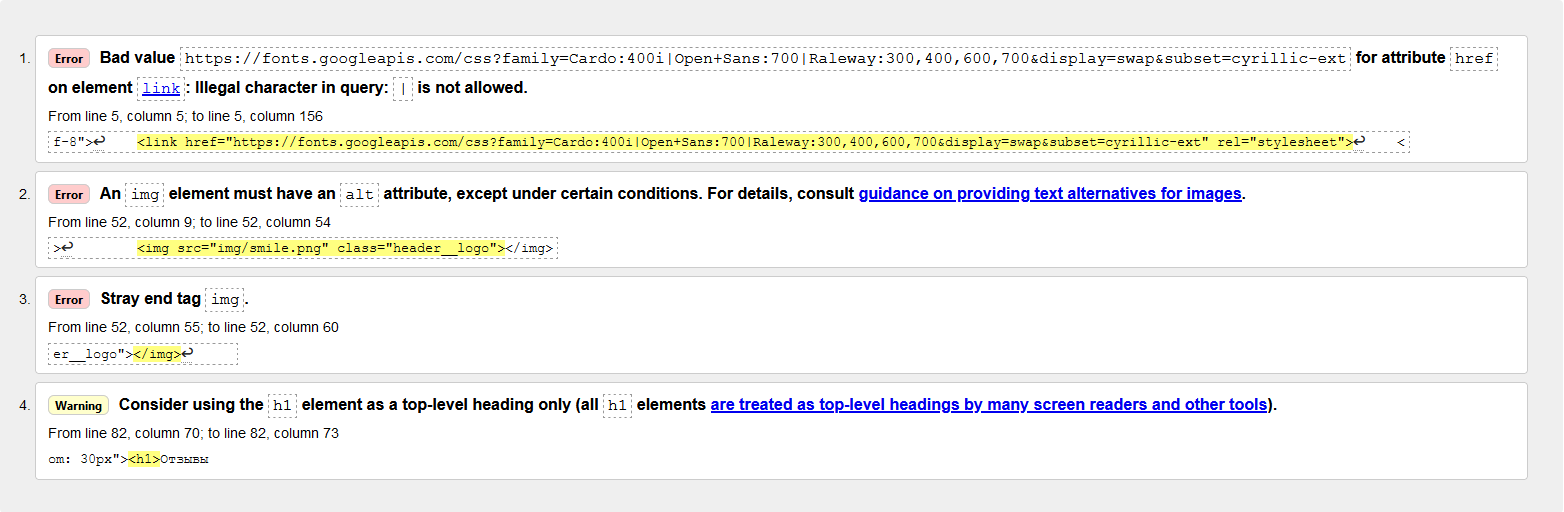 1. Error Bad value https://fonts.googleapis.com/css?family=Cardo:400i|Open+Sans:700|Raleway:300,400,600,700&display=swap&subset=cyrillic-ext for attribute href
on element link: Illegal character in query: | is not allowed.
From line 5, column 5; to line 5, column 156
f-8">↩    <link href="https://fonts.googleapis.com/css?family=Cardo:400i|Open+Sans:700|Raleway:300,400,600,700&display=swap&subset=cyrillic-ext" rel="stylesheet">↩    <
2. Error An img element must have an alt attribute, except under certain conditions. For details, consult guidance on providing text alternatives for images.
From line 52, column 9; to line 52, column 54
>↩        <img src="img/smile.png" class="header__logo"></img>
3. Error Stray end tag img.
From line 52, column 55; to line 52, column 60
er__logo"></img>↩
4. Warning Consider using the h1 element as a top-level heading only (all h1 elements are treated as top-level headings by many screen readers and other tools).
From line 82, column 70; to line 82, column 73
om: 30px"><h1>Отзывы